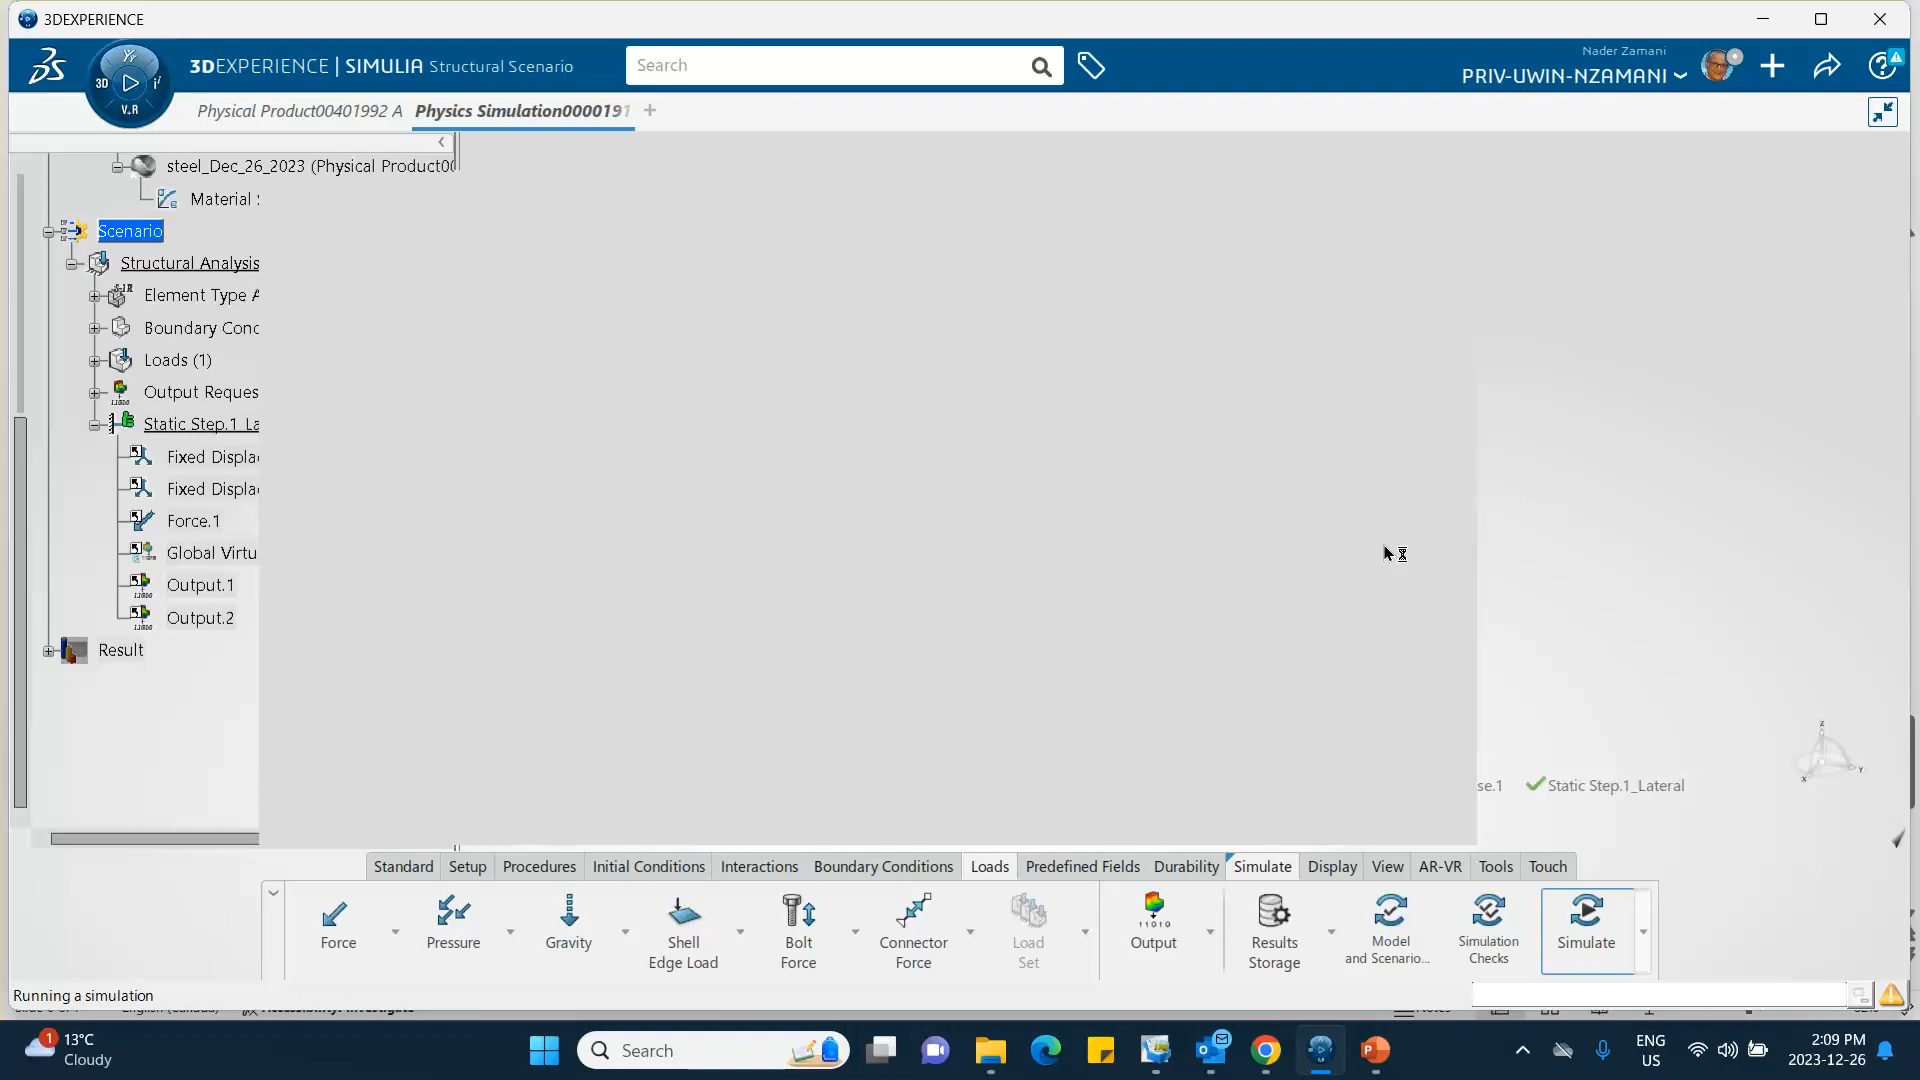 3DEXPERIENCE
3DEXPERIENCE | SIMULIA Structural Scenario
Search
Nader Zamani
PRIV-UWIN-NZAMANI
3D
V.R
Physical Product00401992 A
Physics Simulation0000191
steel_Dec_26_2023 (Physical Product00
Material
Scenario
Structural Analysis
Element Type A
Boundary Conc
Loads (1)
Output Reques
Static Step.1_La
Fixed Displa
Fixed Displa
Force.1
Global Virtu
Output.1
Output.2
Result
se.1
Static Step.1_Lateral
Z
Y
X
Standard Setup Procedures Initial Conditions Interactions Boundary Conditions Loads Predefined Fields Durability Simulate Display View AR-VR Tools Touch
Force
Pressure
Gravity
Shell
Edge Load
Bolt
Force
Connector
Force
Load
Set
Output
Results
Storage
Model
and Scenario...
Simulation
Checks
Simulate
Running a simulation
1
13°C
Cloudy
Search
ENG
US
2:09 PM
2023-12-26